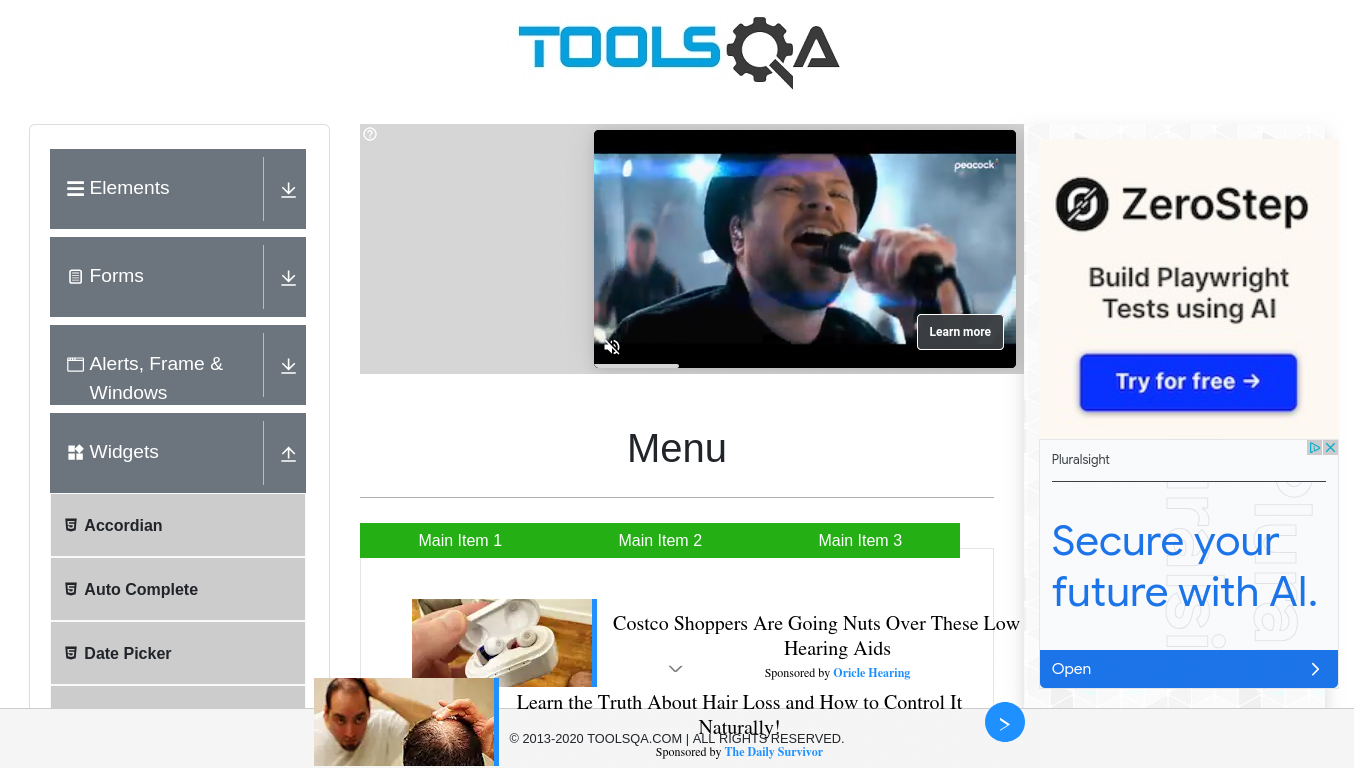 TOOLSQA
Elements
Forms
Alerts, Frame &
Windows
Widgets
Accordian
Auto Complete
Date Picker
peacock
Learn more
Menu
Main Item 1
Main Item 2
Main Item 3
Costco Shoppers Are Going Nuts Over These Low
Hearing Aids
Sponsored by Oricle Hearing
Learn the Truth About Hair Loss and How to Control It
Naturally!
Sponsored by The Daily Survivor
© 2013-2020 TOOLSQA.COM | ALL RIGHTS RESERVED.
ZeroStep
Build Playwright
Tests using AI
Try for free →
Pluralsight
Secure your
future with AI.
Open